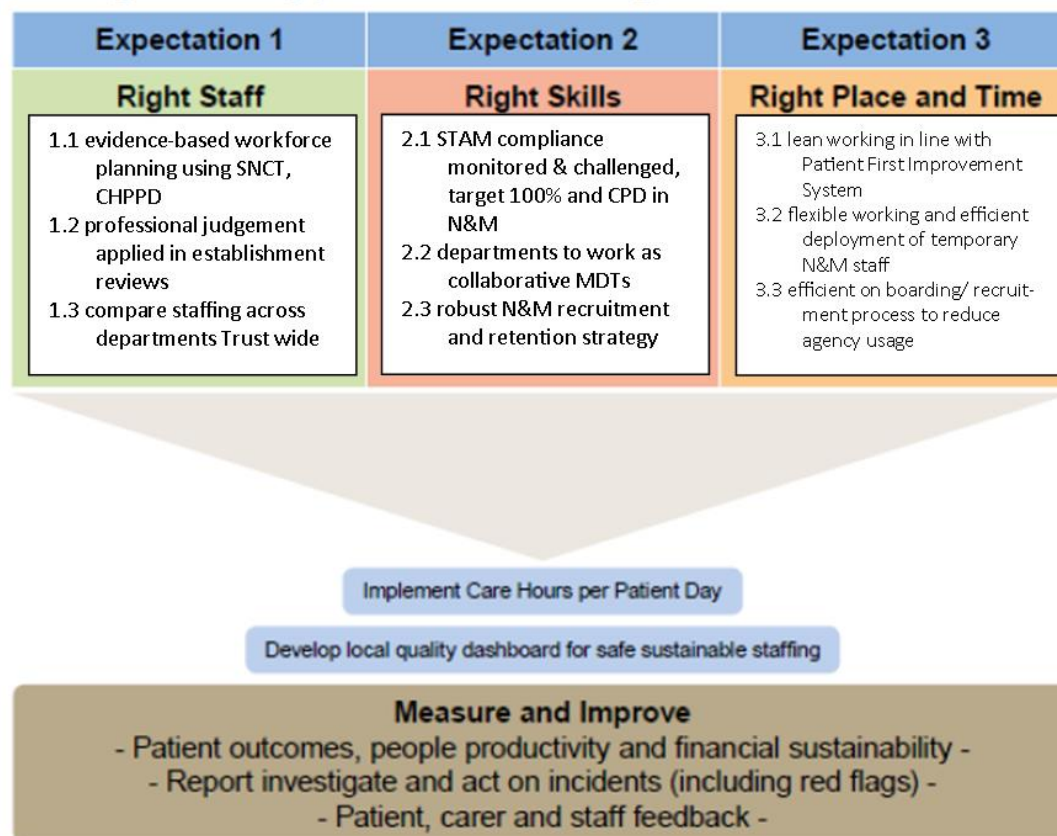 Expectation 1
Expectation 2
Expectation 3
Right Staff
1.1 evidence-based workforce
planning using SNCT,
CHPPD
1.2 professional judgement
applied in establishment
reviews
1.3 compare staffing across
departments Trust wide
Right Skills
2.1 STAM compliance
monitored & challenged,
target 100% and CPD in
N&M
2.2 departments to work as
collaborative MDTs
2.3 robust N&M recruitment
and retention strategy
Right Place and Time
3.1 lean working in line with
Patient First Improvement
System
3.2 flexible working and efficient
deployment of temporary
N&M staff
3.3 efficient on boarding/ recruit-
ment process to reduce
agency usage
Implement Care Hours per Patient Day
Develop local quality dashboard for safe sustainable staffing
Measure and Improve
- Patient outcomes, people productivity and financial sustainability -
- Report investigate and act on incidents (including red flags) -
- Patient, carer and staff feedback -